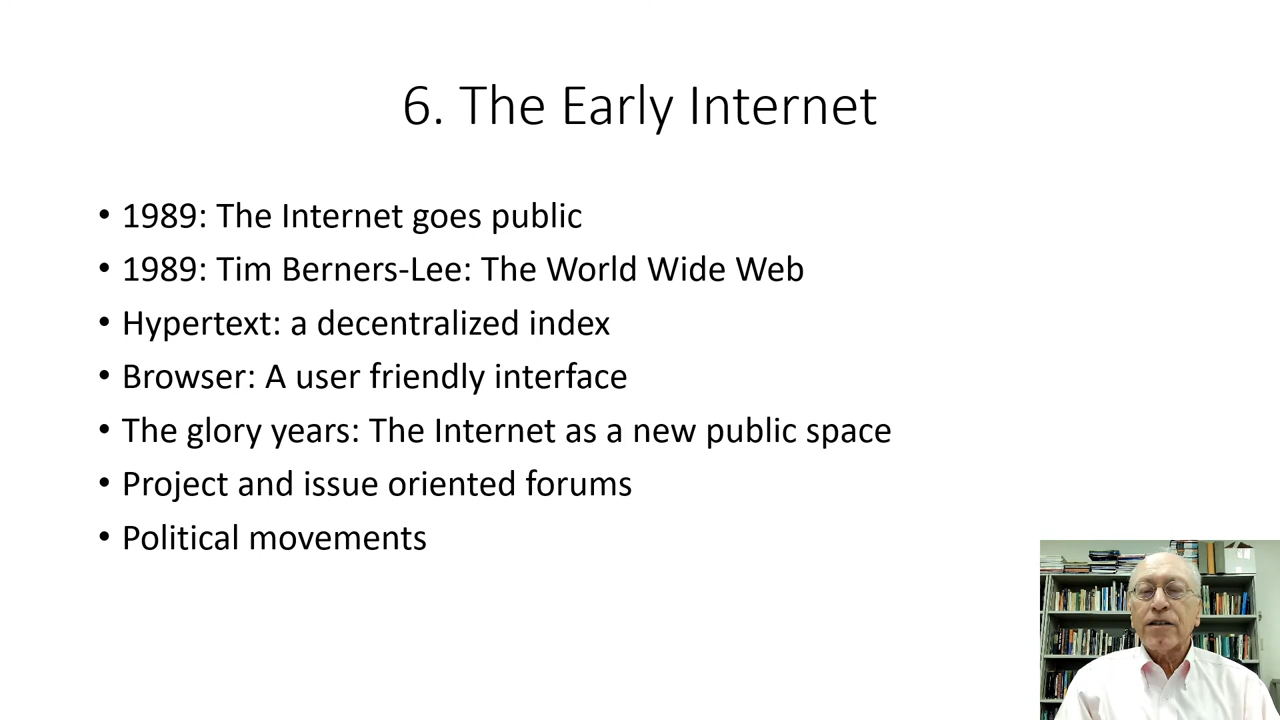 6. The Early Internet
• 1989: The Internet goes public
• 1989: Tim Berners-Lee: The World Wide Web
• Hypertext: a decentralized index
• Browser: A user friendly interface
• The glory years: The Internet as a new public space
• Project and issue oriented forums
• Political movements